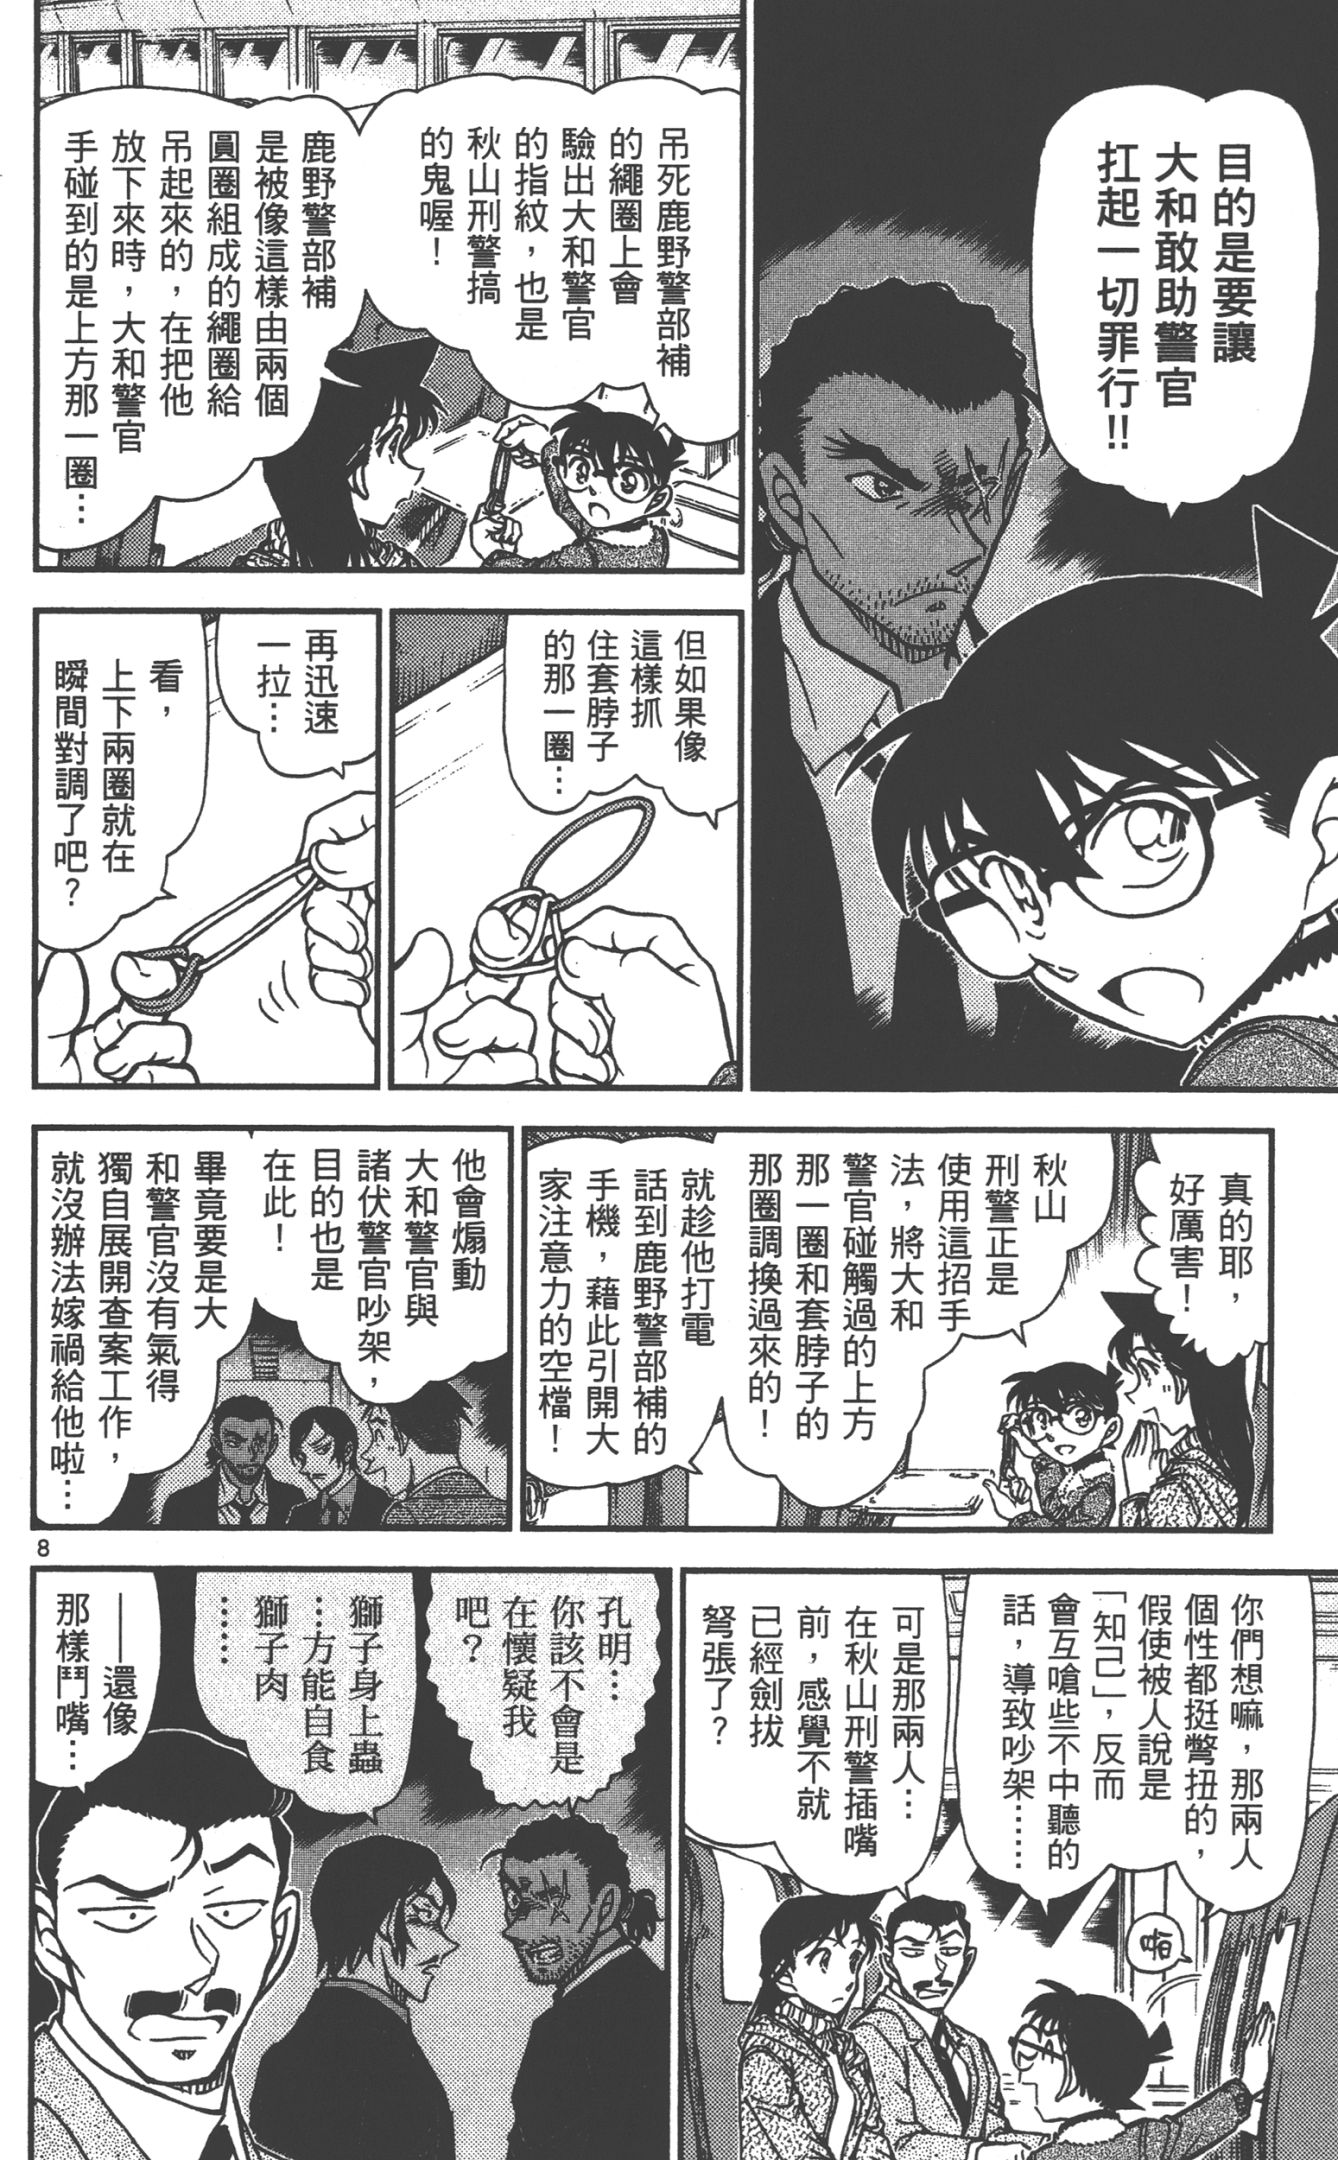 目的是要讓
大和敢助警官
扛起一切罪行!!
吊死鹿野警部補
的繩圈上會
驗出大和警官
的指紋，也是
秋山刑警搞
的鬼喔！
鹿野警部補
是被像這樣由兩個
圓圈組成的繩圈給
吊起來的，在把他
放下來時，大和警官
手碰到的是上方那一圈…
但如果像
這樣抓
住套脖子
的那一圈…
再迅速
一拉…
看，
上下兩圈就在
瞬間對調了吧？
真的耶，
好厲害！
秋山
刑警正是
使用這招手
法，將大和
警官碰觸過的上方
那一圈和套脖子的
那圈調換過來的！
就趁他打電
話到鹿野警部補的
手機，藉此引開大
家注意力的空檔！
他會煽動
大和警官與
諸伏警官吵架，
目的也是
在此！
畢竟要是大
和警官沒有氣得
獨自展開查案工作，
就沒辦法嫁禍給他啦…
8
你們想嘛，那兩人
個性都挺彆扭的，
假使被人說是
「知己」，反而
會互嗆些不中聽的
話，導致吵架……
啪
可是那兩人…
在秋山刑警插嘴
前，感覺不就
已經劍拔
弩張了？
孔明…
你該不會是
在懷疑我
吧？
獅子身上蟲
…方能自食
獅子肉
……
——還像
那樣鬥嘴…